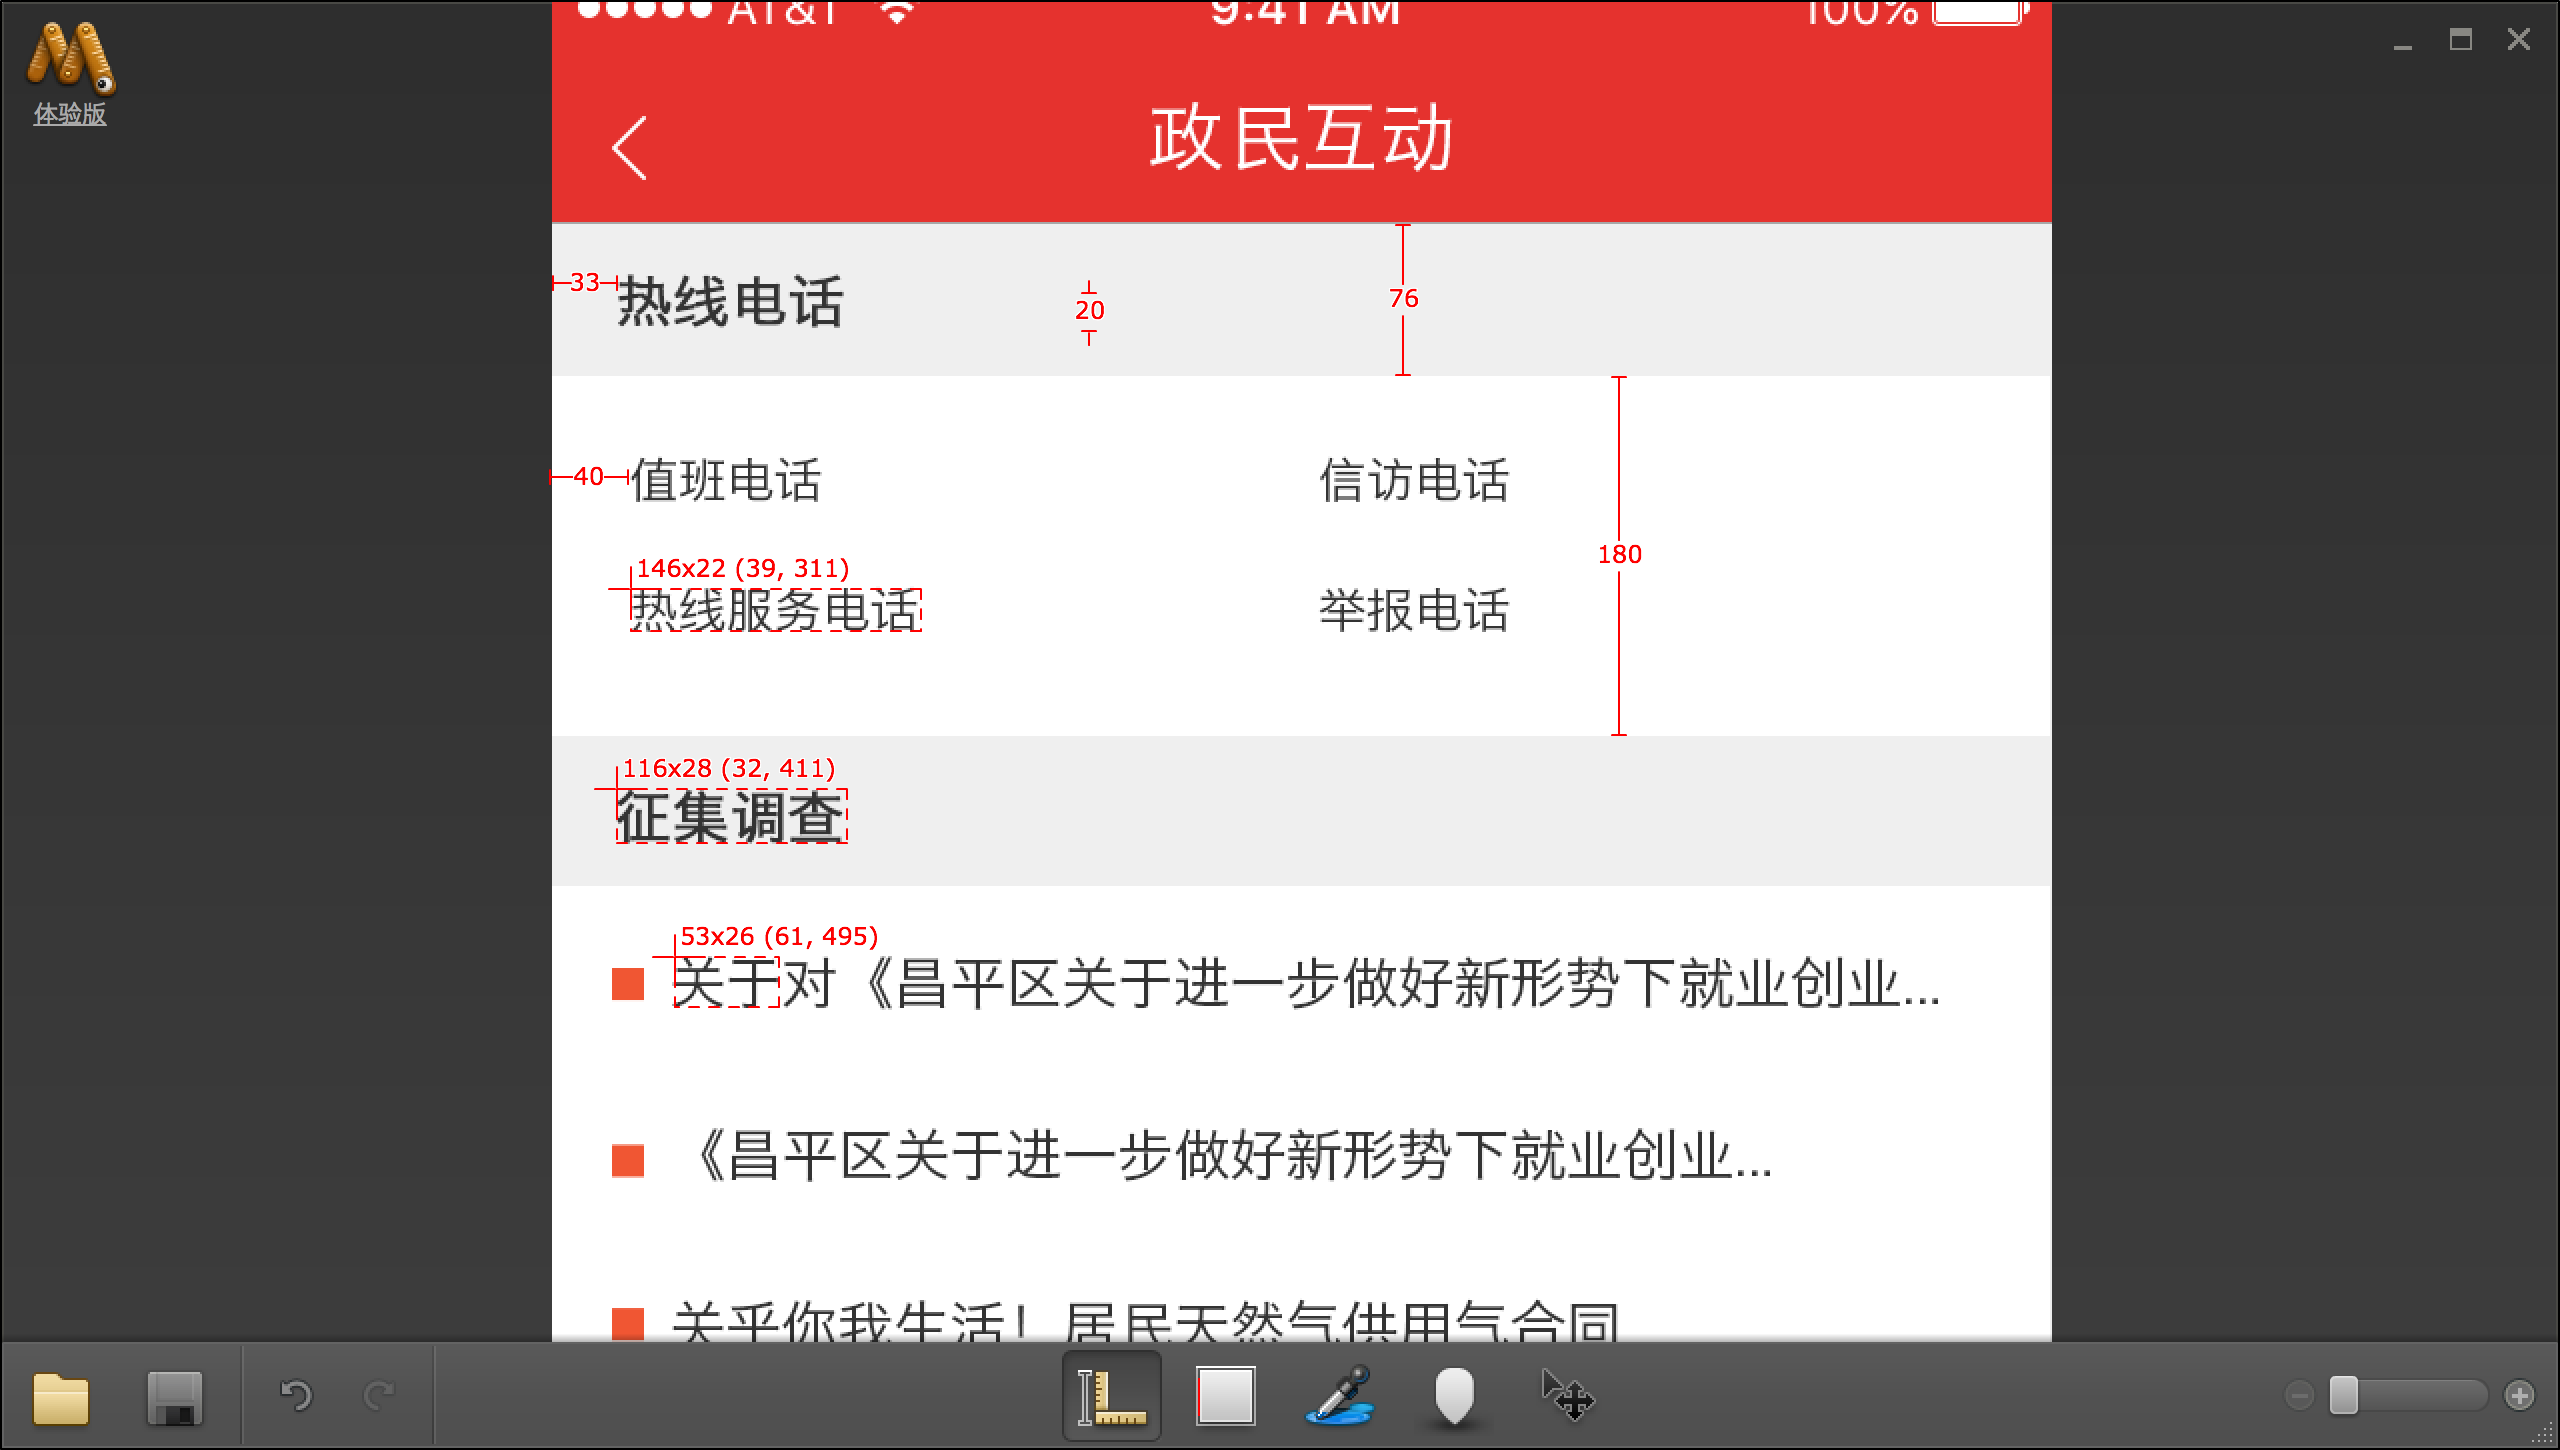 AT&T 9:41 AM 100%
体验版
政民互动
33 热线电话 20 76
40 值班电话 信访电话
180
146x22 (39, 311)
热线服务电话 举报电话
116x28 (32, 411)
征集调查
53x26 (61, 495)
关于对《昌平区关于进一步做好新形势下就业创业...
《昌平区关于进一步做好新形势下就业创业...
关乎你我生活！居民天然气供用气合同